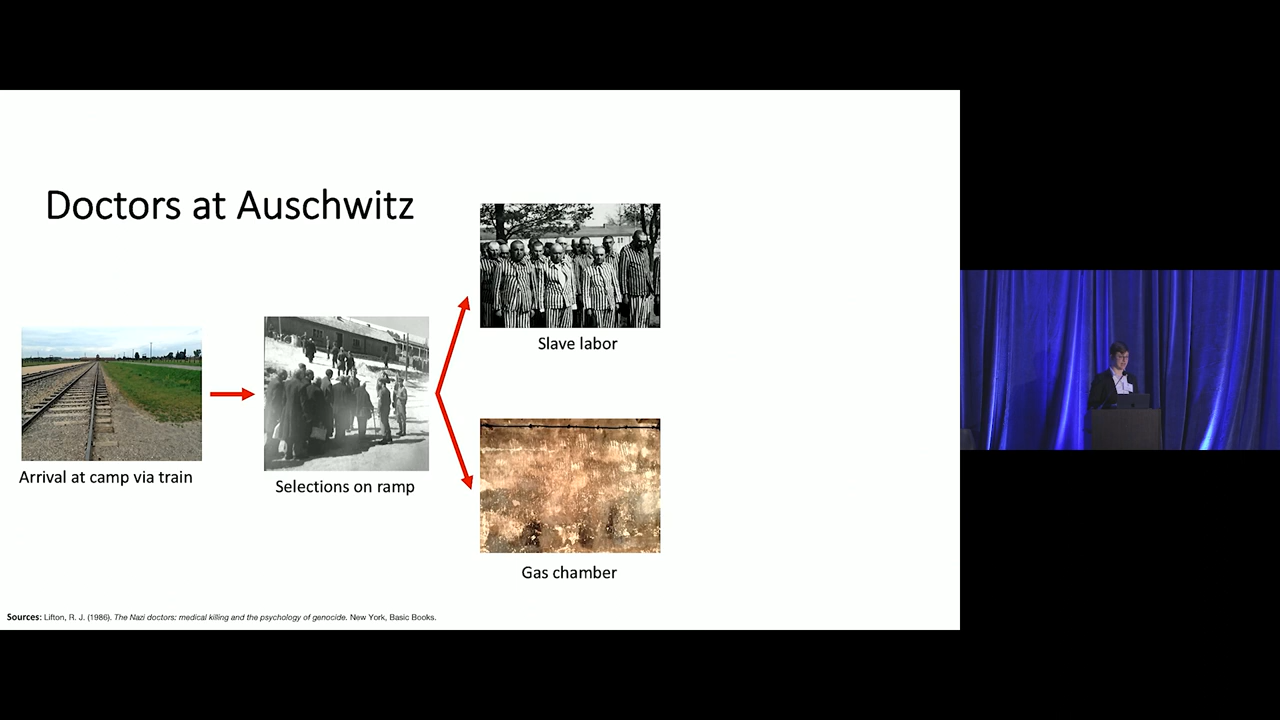 Doctors at Auschwitz
Slave labor
Arrival at camp via train
Selections on ramp
Gas chamber
Sources: Lifton, R. J. (1986). The Nazi doctors: medical killing and the psychology of genocide. New York, Basic Books.